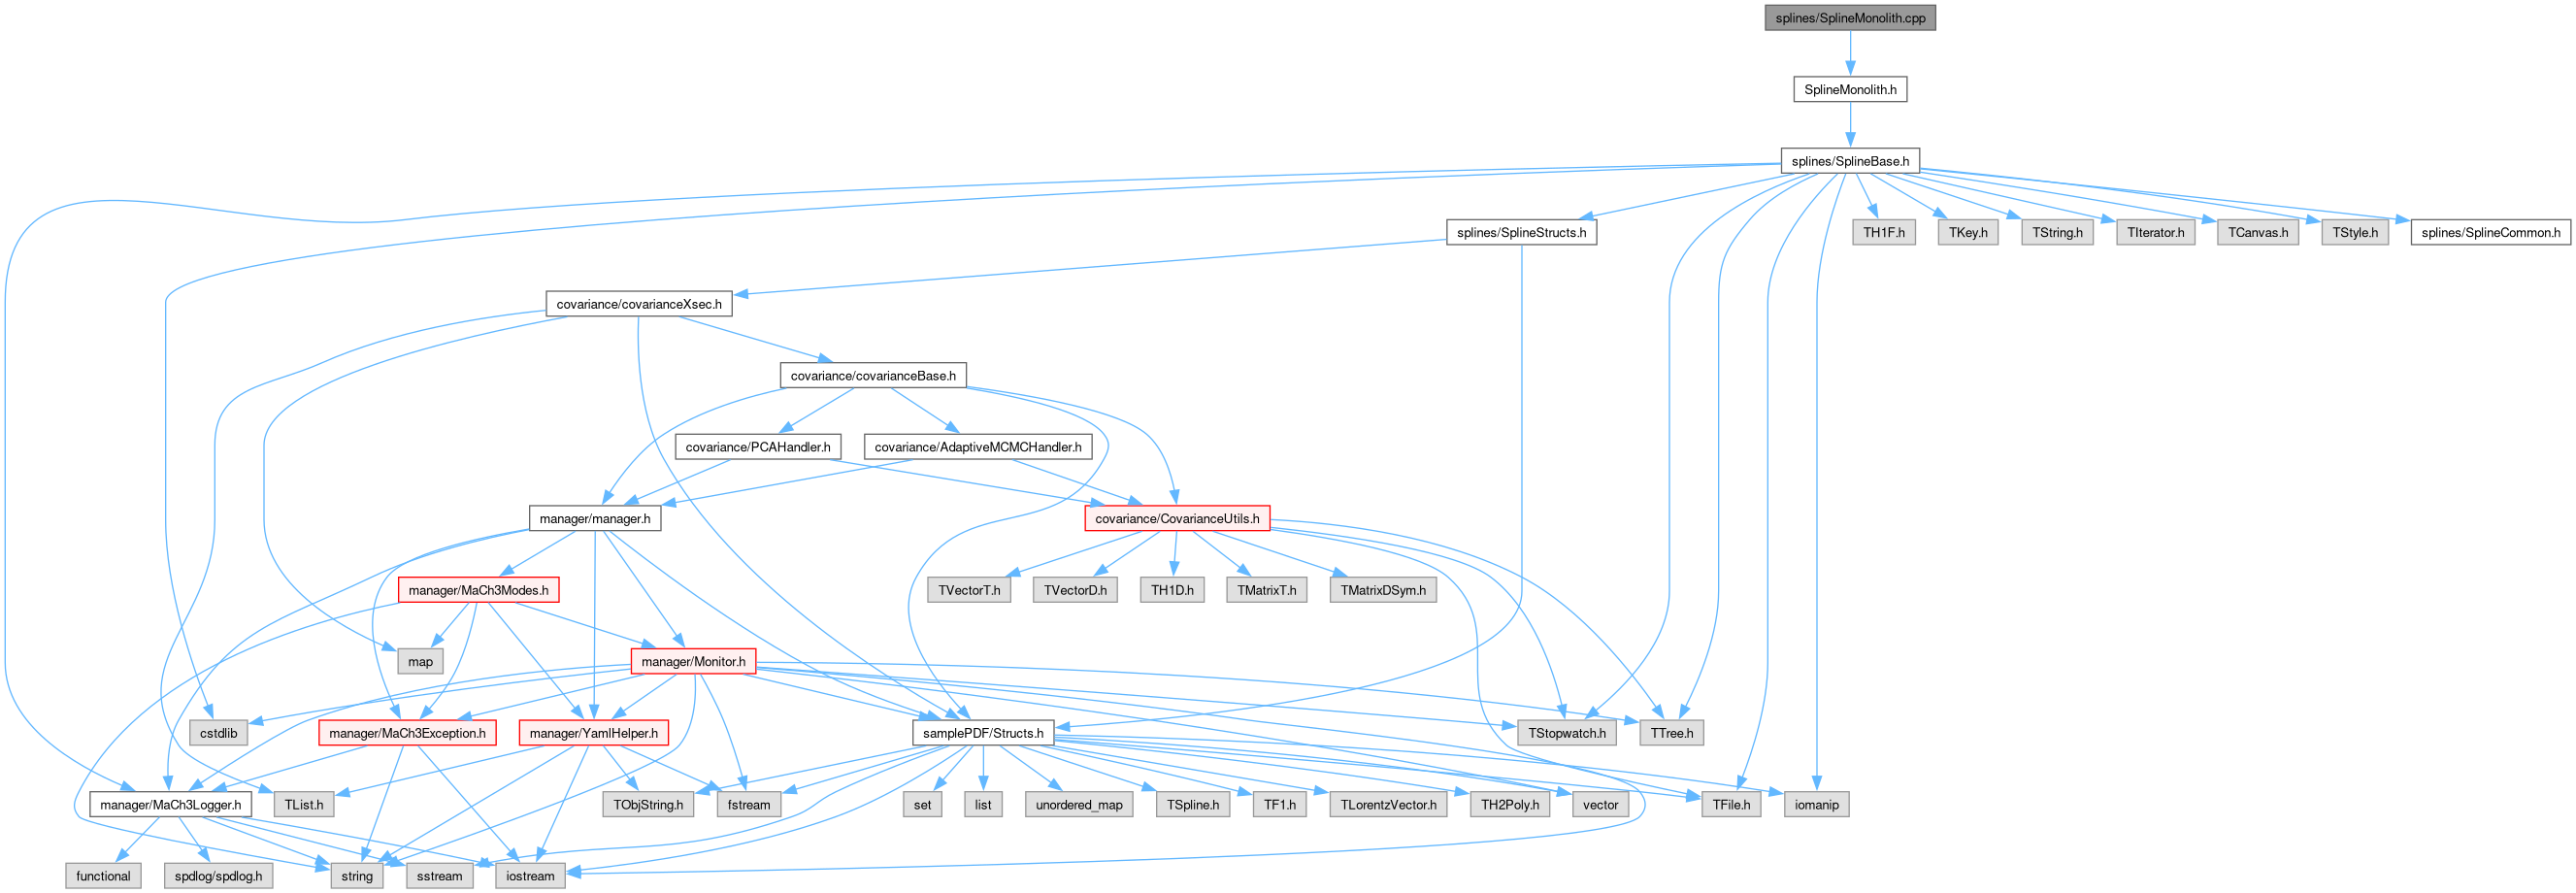 splines/SplineMonolith.cpp
SplineMonolith.h
splines/SplineBase.h
splines/SplineStructs.h
TH1F.h
TKey.h
TString.h
TIterator.h
TCanvas.h
TStyle.h
splines/SplineCommon.h
covariance/covarianceXsec.h
covariance/covarianceBase.h
covariance/PCAHandler.h
covariance/AdaptiveMCMCHandler.h
manager/manager.h
covariance/CovarianceUtils.h
manager/MaCh3Modes.h
TVectorT.h
TVectorD.h
TH1D.h
TMatrixT.h
TMatrixDSym.h
map
manager/Monitor.h
cstdlib
manager/MaCh3Exception.h
manager/YamlHelper.h
samplePDF/Structs.h
TStopwatch.h
TTree.h
manager/MaCh3Logger.h
TList.h
TObjString.h
fstream
set
list
unordered_map
TSpline.h
TF1.h
TLorentzVector.h
TH2Poly.h
vector
TFile.h
iomanip
functional
spdlog/spdlog.h
string
sstream
iostream